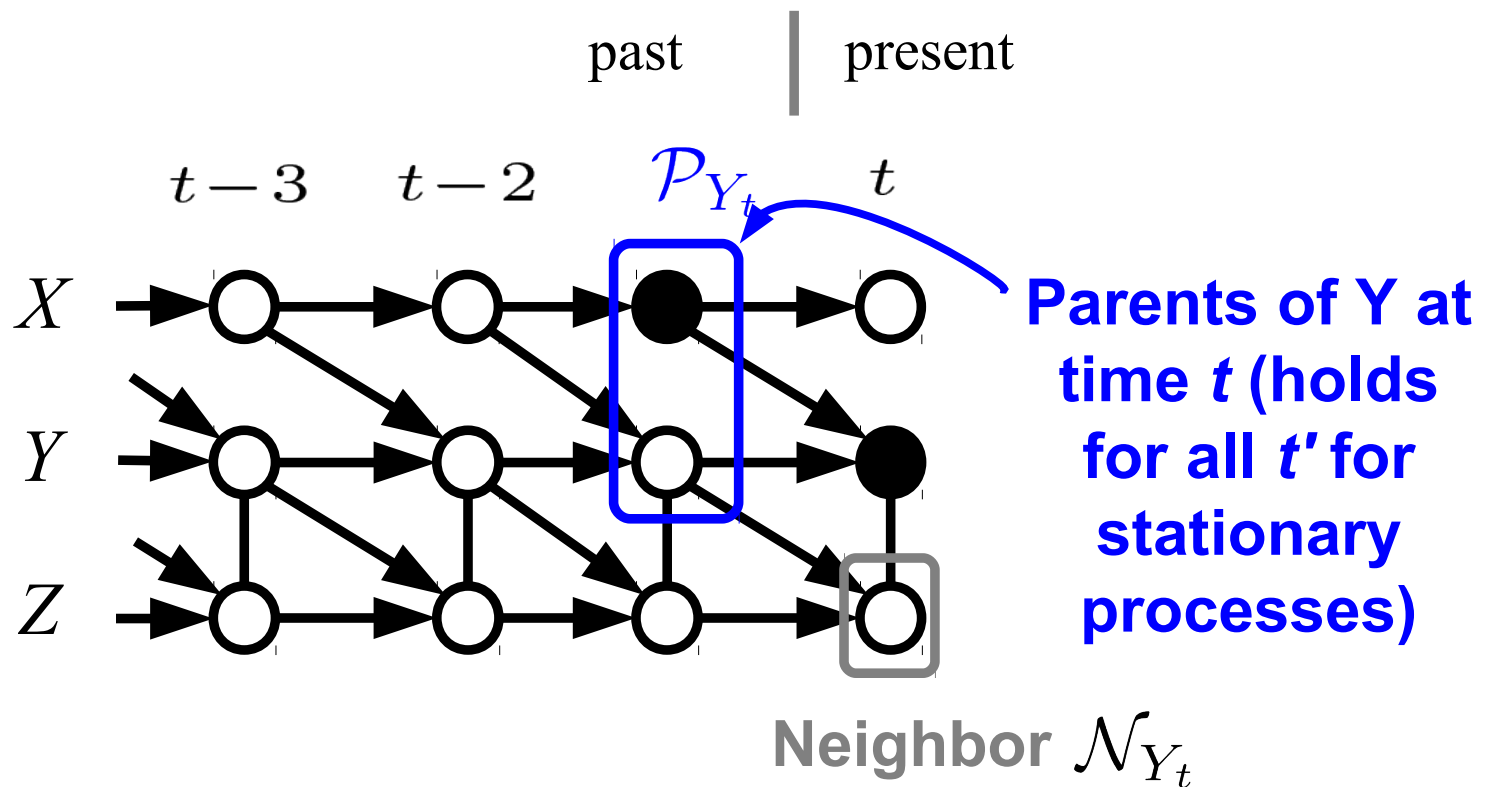 past | present
t − 3 t − 2 𝒫_{Y_t} t
X
Y
Z
Parents of Y at
time t (holds
for all t′ for
stationary
processes)
Neighbor 𝒩_{Y_t}